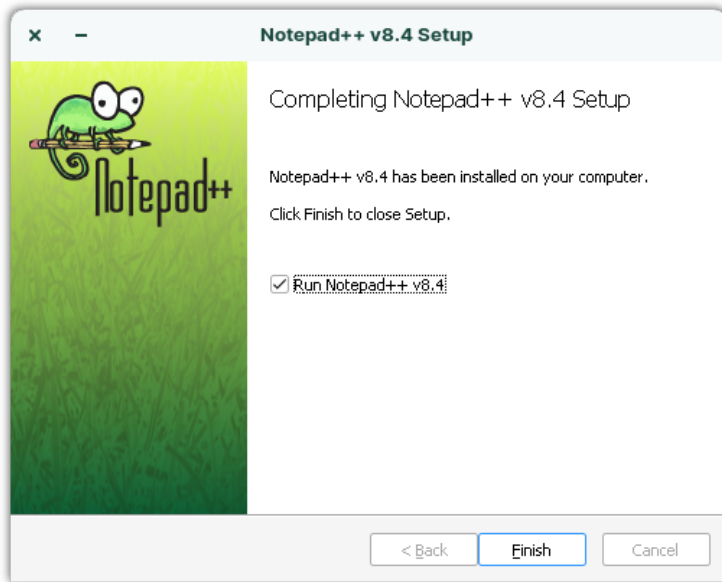 Notepad++ v8.4 Setup
Notepad++
Completing Notepad++ v8.4 Setup
Notepad++ v8.4 has been installed on your computer.
Click Finish to close Setup.
Run Notepad++ v8.4
< Back
Finish
Cancel